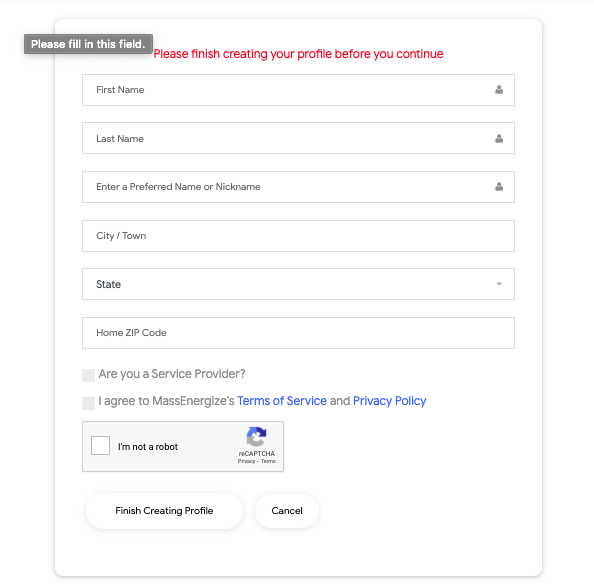 Please fill in this field.
Please finish creating your profile before you continue
First Name
Last Name
Enter a Preferred Name or Nickname
City / Town
State
Home ZIP Code
Are you a Service Provider?
I agree to MassEnergize's Terms of Service and Privacy Policy
I'm not a robot
reCAPTCHA
Privacy - Terms
Finish Creating Profile
Cancel